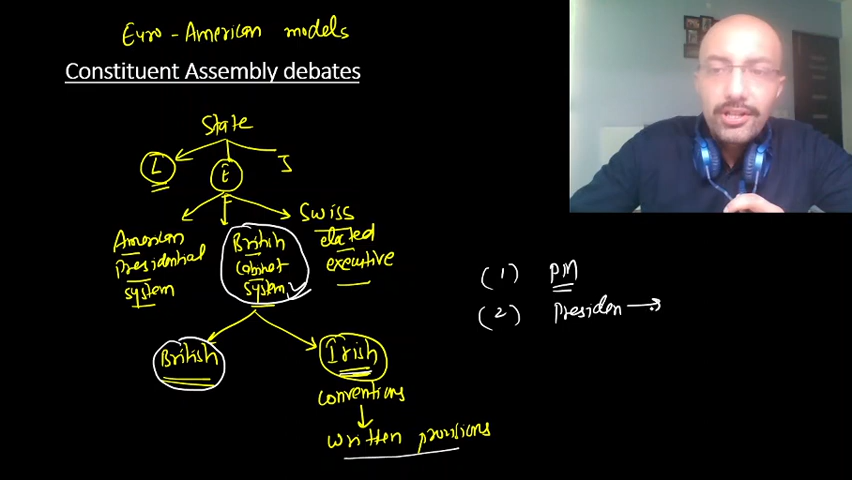 Euro-American models
Constituent Assembly debates
State
L
E
J
American
Presidential
system
British
Cabinet
system
Swiss
elected
executive
British
Irish
conventions
written provisions
(1) PM
(2) Presiden